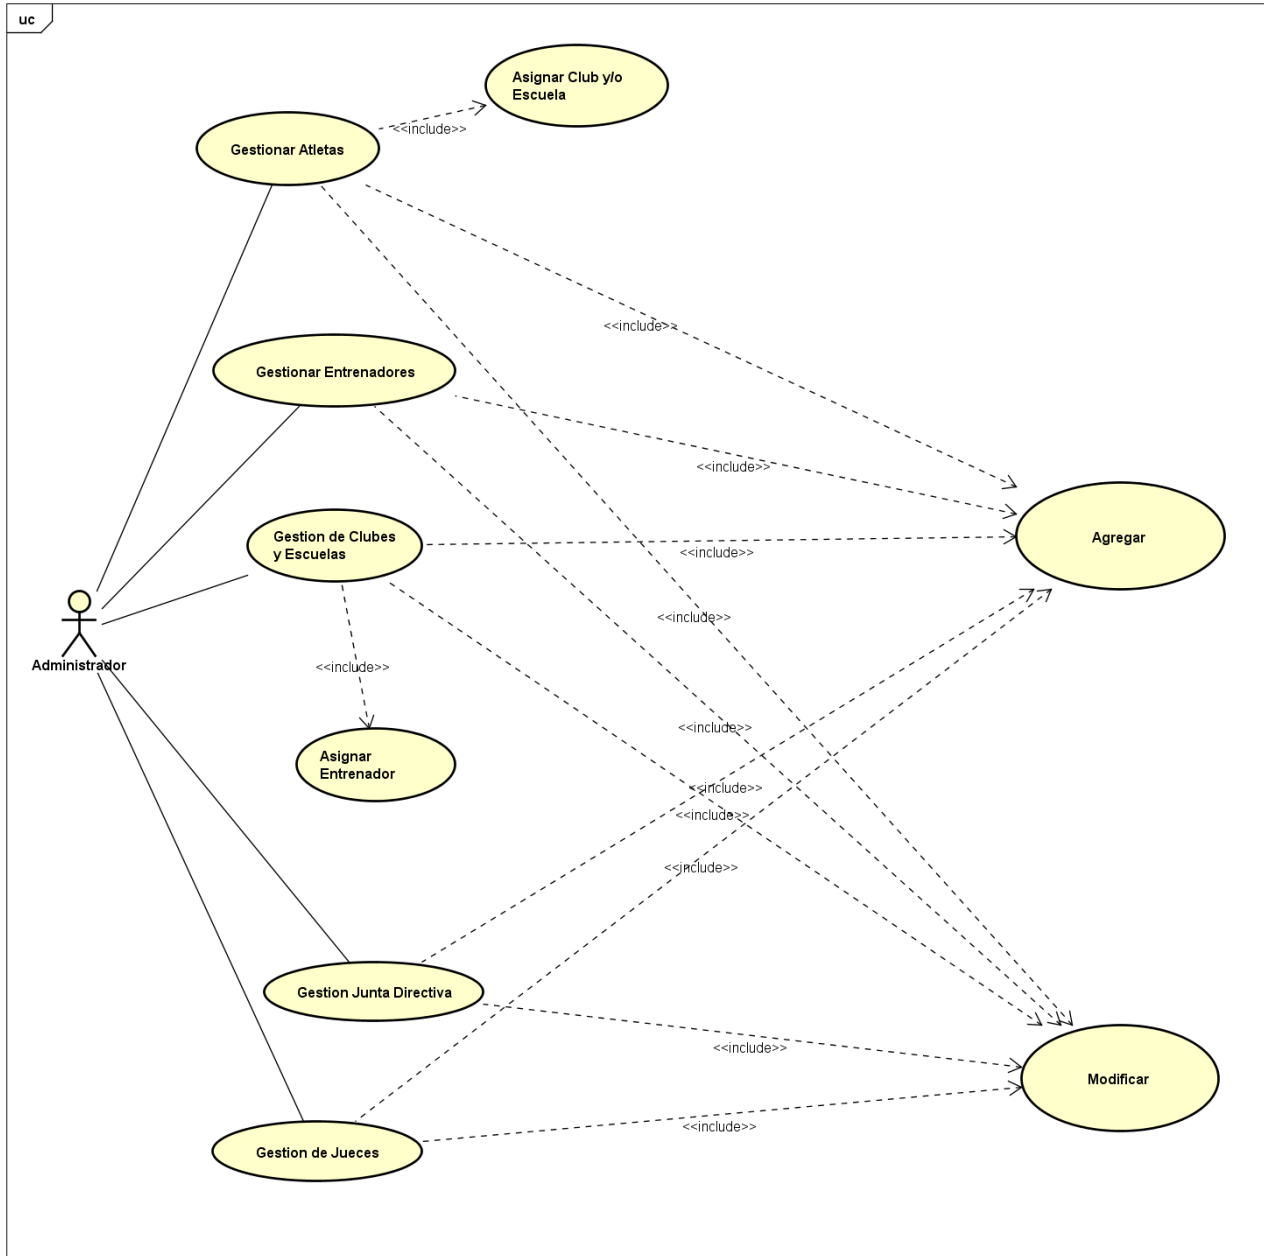 uc
Asignar Club y/o
Escuela
<<include>>
Gestionar Atletas
<<include>>
Gestionar Entrenadores
<<include>>
Gestion de Clubes
y Escuelas
<<include>>
Agregar
<<include>>
Administrador
<<include>>
<<include>>
Asignar
Entrenador
<<include>>
<<include>>
<<include>>
Gestion Junta Directiva
<<include>>
Modificar
<<include>>
Gestion de Jueces